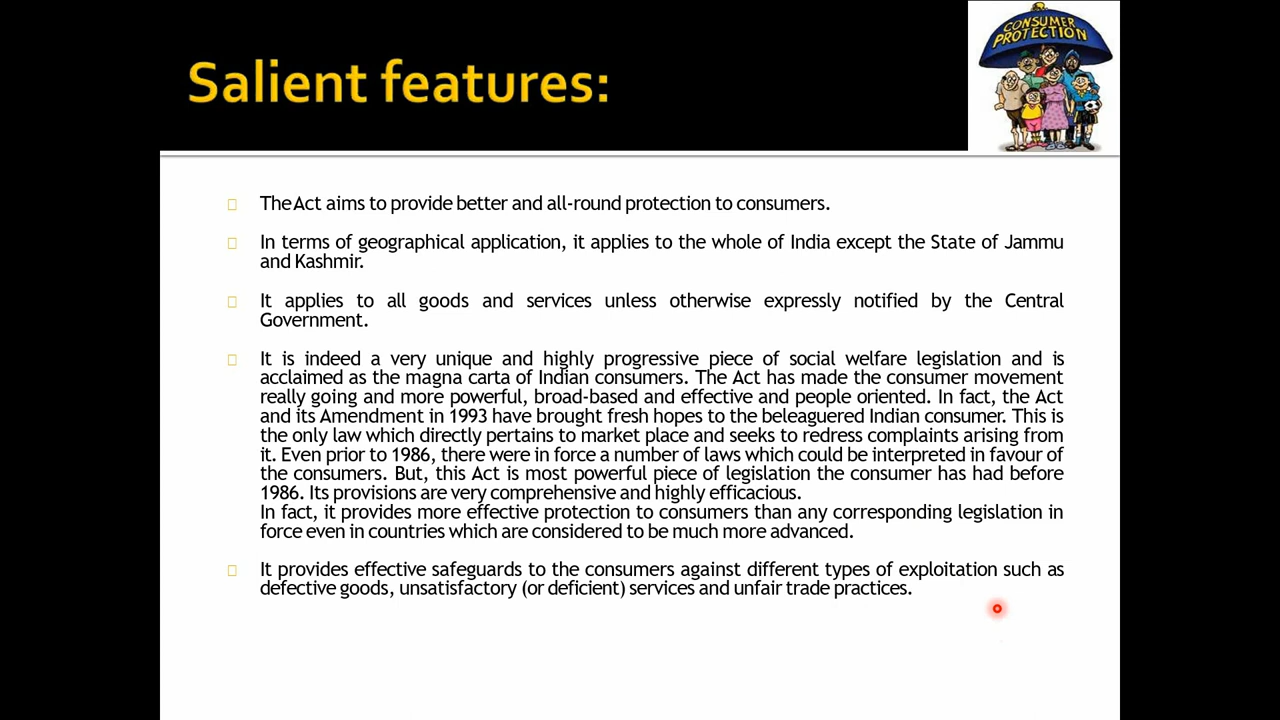 Salient features:
CONSUMER
PROTECTION
The Act aims to provide better and all-round protection to consumers.
In terms of geographical application, it applies to the whole of India except the State of Jammu
and Kashmir.
It applies to all goods and services unless otherwise expressly notified by the Central
Government.
It is indeed a very unique and highly progressive piece of social welfare legislation and is
acclaimed as the magna carta of Indian consumers. The Act has made the consumer movement
really going and more powerful, broad-based and effective and people oriented. In fact, the Act
and its Amendment in 1993 have brought fresh hopes to the beleaguered Indian consumer. This is
the only law which directly pertains to market place and seeks to redress complaints arising from
it. Even prior to 1986, there were in force a number of laws which could be interpreted in favour of
the consumers. But, this Act is most powerful piece of legislation the consumer has had before
1986. Its provisions are very comprehensive and highly efficacious.
In fact, it provides more effective protection to consumers than any corresponding legislation in
force even in countries which are considered to be much more advanced.
It provides effective safeguards to the consumers against different types of exploitation such as
defective goods, unsatisfactory (or deficient) services and unfair trade practices.